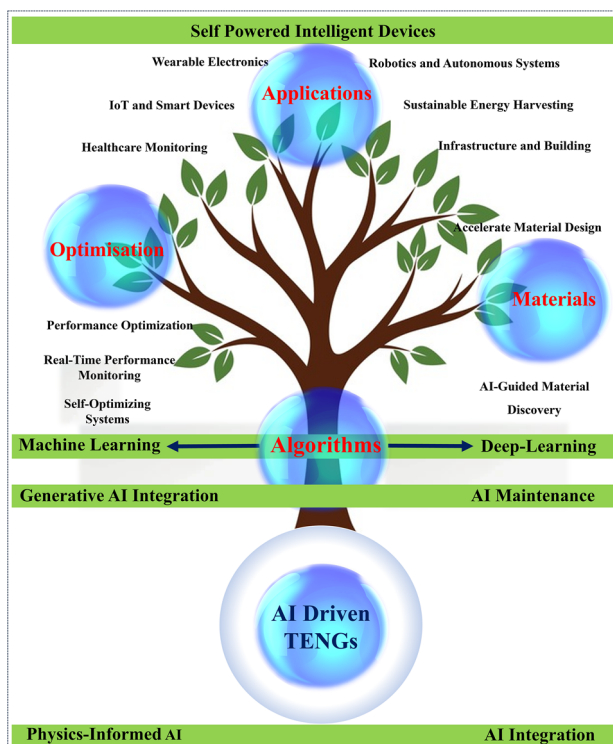 Self Powered Intelligent Devices
Wearable Electronics
Robotics and Autonomous Systems
Applications
IoT and Smart Devices
Sustainable Energy Harvesting
Healthcare Monitoring
Infrastructure and Building
Accelerate Material Design
Optimisation
Materials
Performance Optimization
Real-Time Performance
Monitoring
Self-Optimizing
Systems
AI-Guided Material
Discovery
Machine Learning
Algorithms
Deep-Learning
Generative AI Integration
AI Maintenance
AI Driven
TENGs
Physics-Informed AI
AI Integration